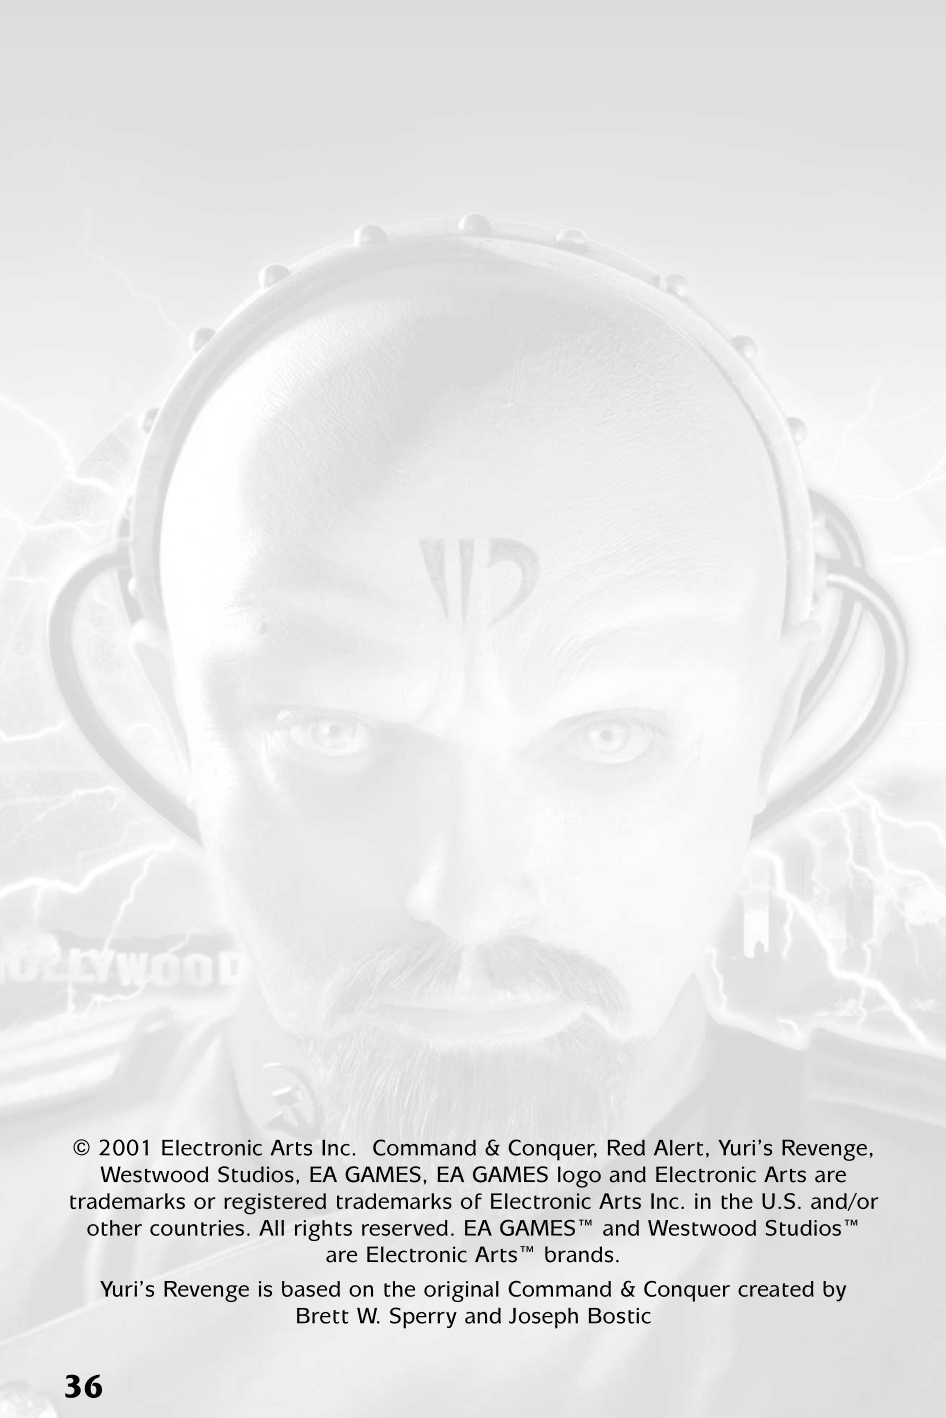 HOLLYWOOD
© 2001 Electronic Arts Inc.  Command & Conquer, Red Alert, Yuri’s Revenge,
Westwood Studios, EA GAMES, EA GAMES logo and Electronic Arts are
trademarks or registered trademarks of Electronic Arts Inc. in the U.S. and/or
other countries. All rights reserved. EA GAMES™ and Westwood Studios™
are Electronic Arts™ brands.
Yuri’s Revenge is based on the original Command & Conquer created by
Brett W. Sperry and Joseph Bostic
36